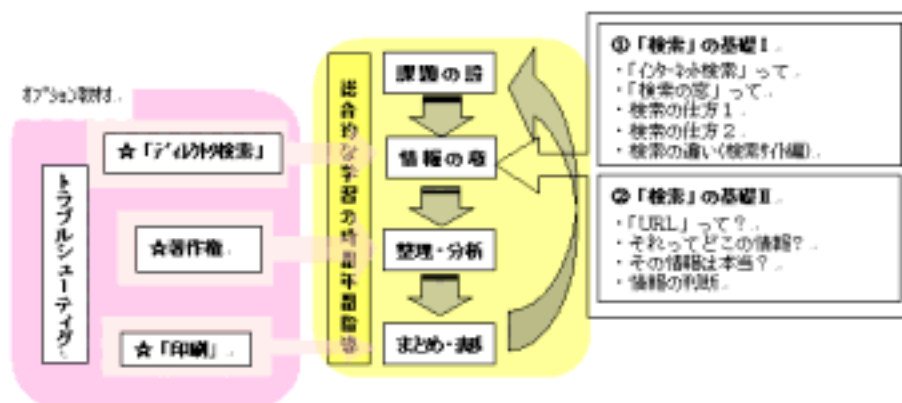 オプション教材
トラブルシューティング
☆「ディレクトリ検索」
☆著作権
☆「印刷」
総合的な学習の時間年間指導
課題の設
情報の
整理・分析
まとめ・表現
①「検索」の基礎Ⅰ
・「インターネット検索」って
・「検索の窓」って
・検索の仕方１
・検索の仕方２
・検索の違い（検索サイト編）
②「検索」の基礎Ⅱ
・「URL」って？
・それってどこの情報？
・その情報は本当？
・情報の判断